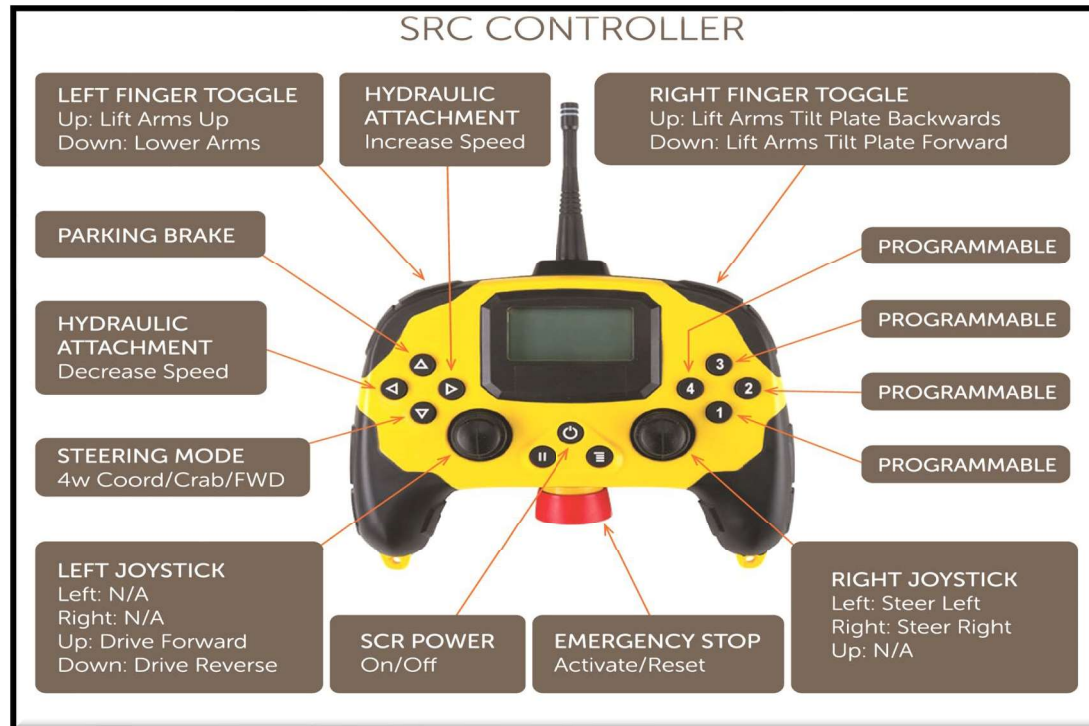 SRC CONTROLLER
LEFT FINGER TOGGLE
Up: Lift Arms Up
Down: Lower Arms
HYDRAULIC
ATTACHMENT
Increase Speed
RIGHT FINGER TOGGLE
Up: Lift Arms Tilt Plate Backwards
Down: Lift Arms Tilt Plate Forward
PARKING BRAKE
HYDRAULIC
ATTACHMENT
Decrease Speed
STEERING MODE
4w Coord/Crab/FWD
PROGRAMMABLE
PROGRAMMABLE
PROGRAMMABLE
PROGRAMMABLE
3
4 2
1
LEFT JOYSTICK
Left: N/A
Right: N/A
Up: Drive Forward
Down: Drive Reverse
SCR POWER
On/Off
EMERGENCY STOP
Activate/Reset
RIGHT JOYSTICK
Left: Steer Left
Right: Steer Right
Up: N/A